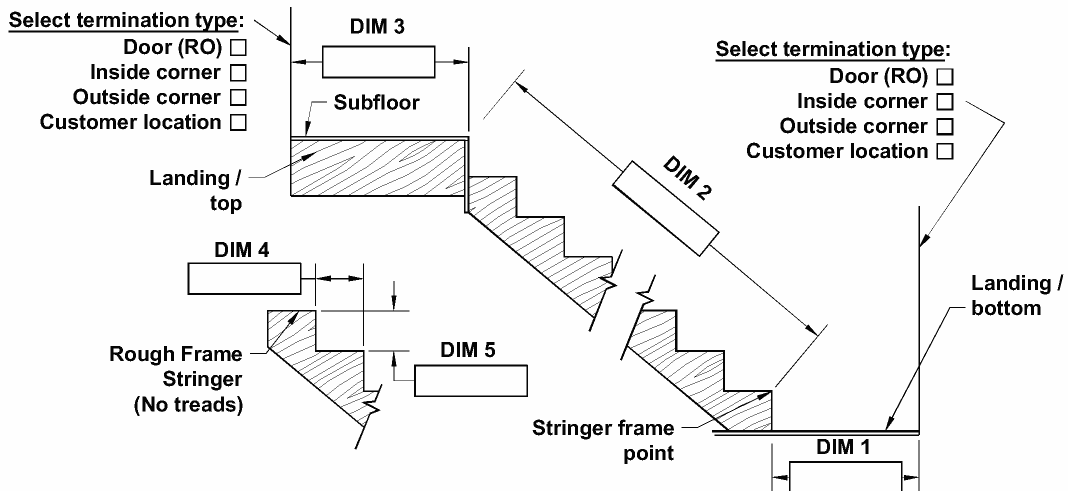 Select termination type:
Door (RO)
Inside corner
Outside corner
Customer location
DIM 3
Subfloor
Landing /
top
DIM 2
Select termination type:
Door (RO)
Inside corner
Outside corner
Customer location
Landing /
bottom
DIM 4
Rough Frame
Stringer
(No treads)
DIM 5
Stringer frame
point
DIM 1